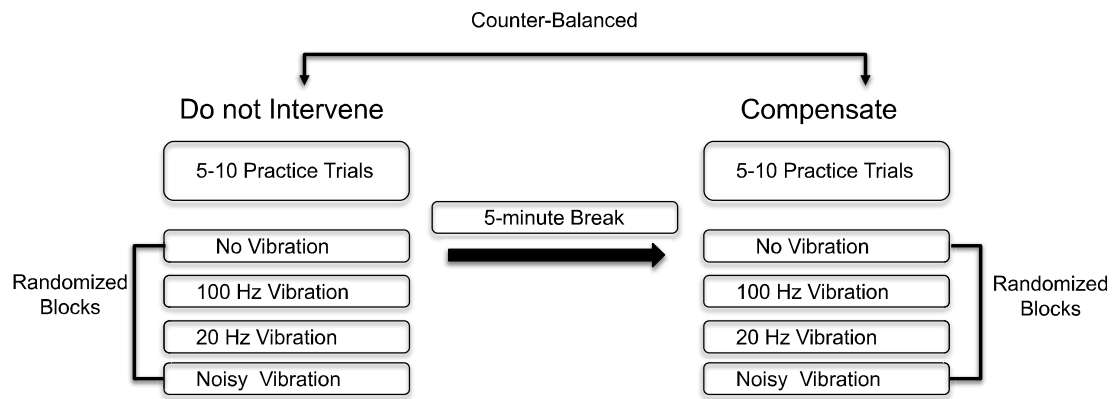 Counter-Balanced
Do not Intervene
Compensate
5-10 Practice Trials
5-10 Practice Trials
5-minute Break
No Vibration
No Vibration
Randomized
Blocks
100 Hz Vibration
100 Hz Vibration
Randomized
Blocks
20 Hz Vibration
20 Hz Vibration
Noisy Vibration
Noisy Vibration